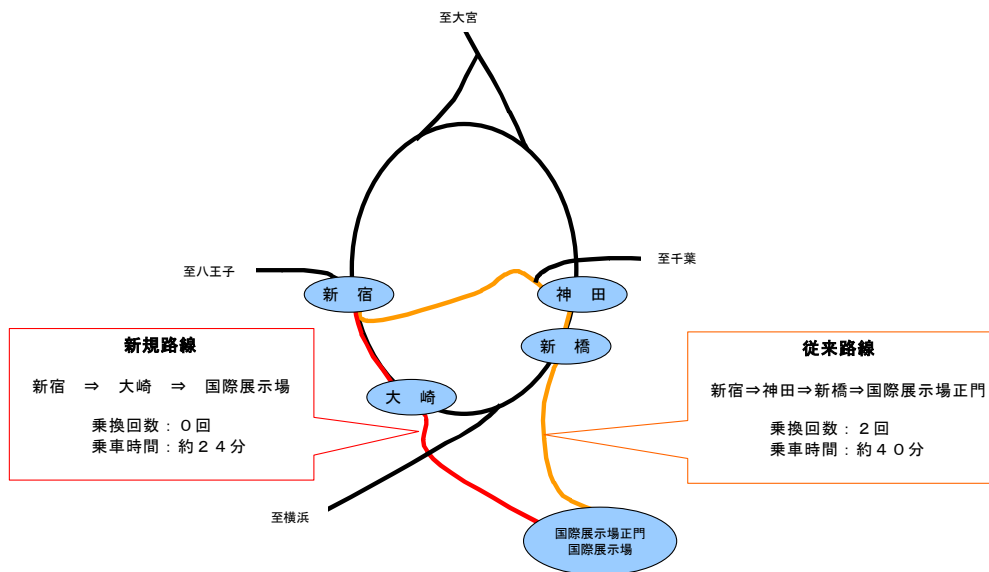 至大宮
至八王子
至千葉
新　宿
神　田
新　橋
大　崎
新規路線
新宿　⇒　大崎　⇒　国際展示場
乗換回数：０回
乗車時間：約２４分
従来路線
新宿⇒神田⇒新橋⇒国際展示場正門
乗換回数：２回
乗車時間：約４０分
至横浜
国際展示場正門
国際展示場